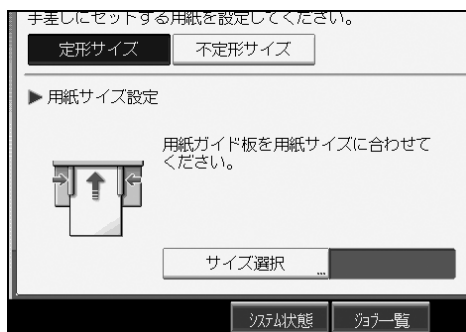 手差しにセットする用紙を設定してください。
定形サイズ 不定形サイズ
▶用紙サイズ設定
用紙ガイド板を用紙サイズに合わせて
ください。
サイズ選択
ｼｽﾃﾑ状態 ｼﾞｮﾌﾞ一覧